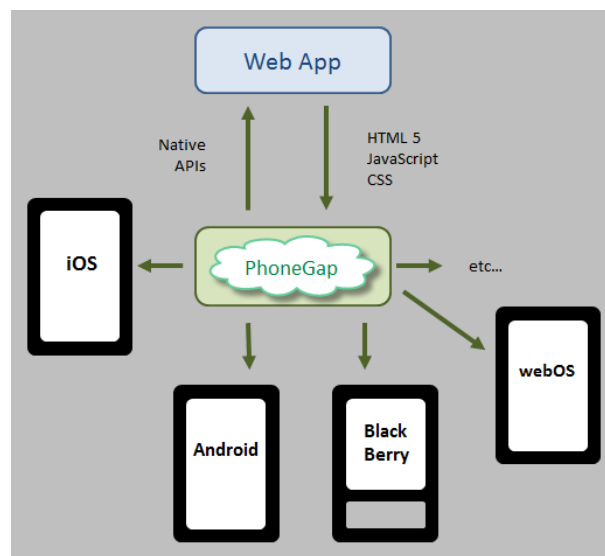 Web App
Native
APIs
HTML 5
JavaScript
CSS
iOS
PhoneGap
etc...
webOS
Android
Black
Berry